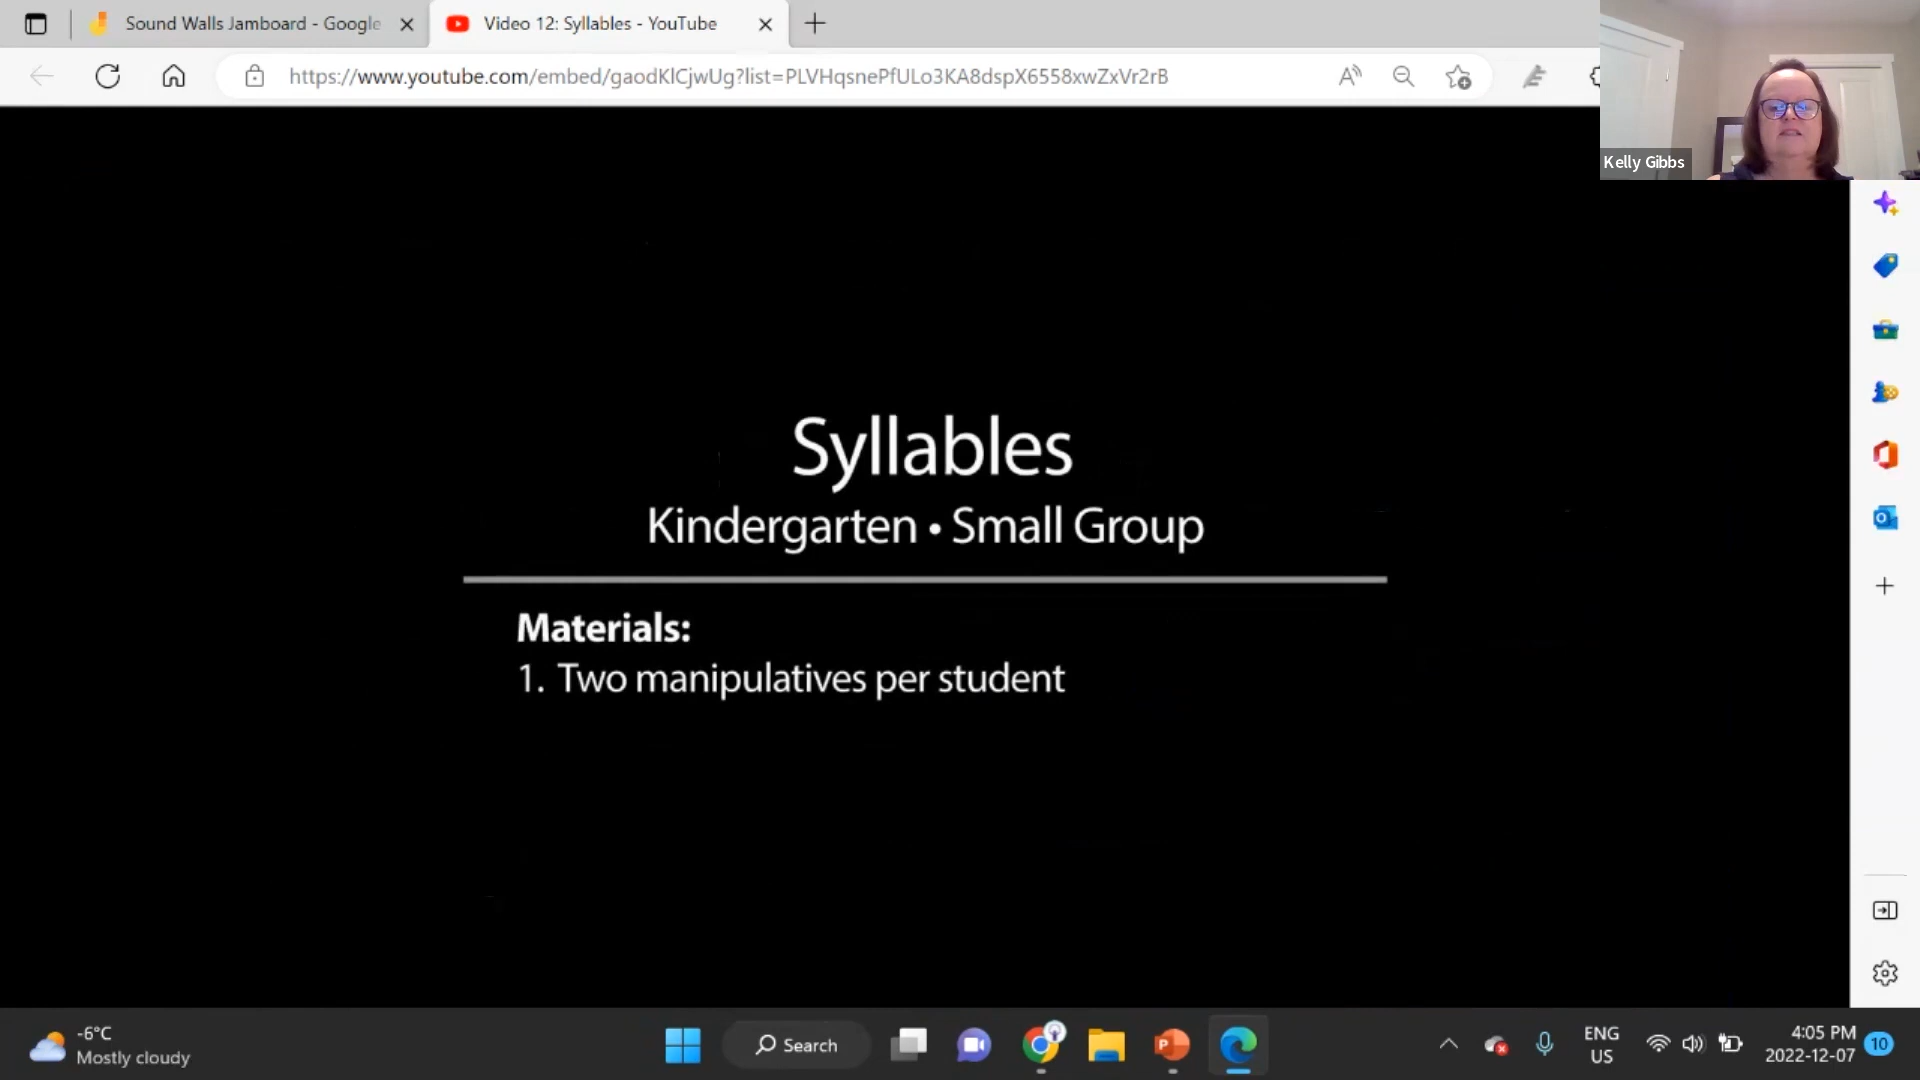 Sound Walls Jamboard - Google
Video 12: Syllables - YouTube
https://www.youtube.com/embed/gaodKlCjwUg?list=PLVHqsnePfULo3KA8dspX6558xwZxVr2rB
Kelly Gibbs
Syllables
Kindergarten • Small Group
Materials:
1. Two manipulatives per student
-6°C
Mostly cloudy
Search
ENG
US
4:05 PM
2022-12-07
10